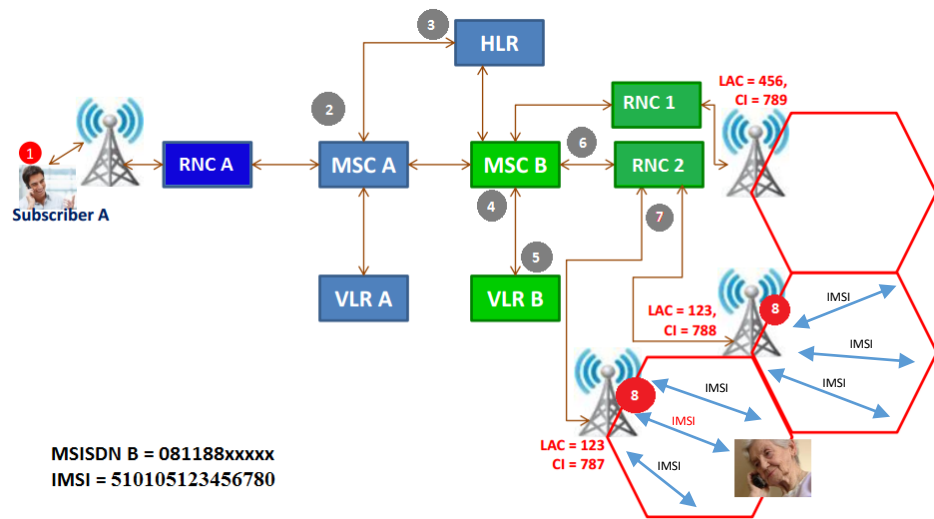 3
HLR
LAC = 456,
CI = 789
RNC 1
2
1
6
RNC A
MSC A
MSC B
RNC 2
Subscriber A
4
7
5
VLR A
VLR B
LAC = 123,
CI = 788
8
IMSI
IMSI
IMSI
8
IMSI
IMSI
IMSI
LAC = 123
CI = 787
MSISDN B = 081188xxxxx
IMSI = 510105123456780